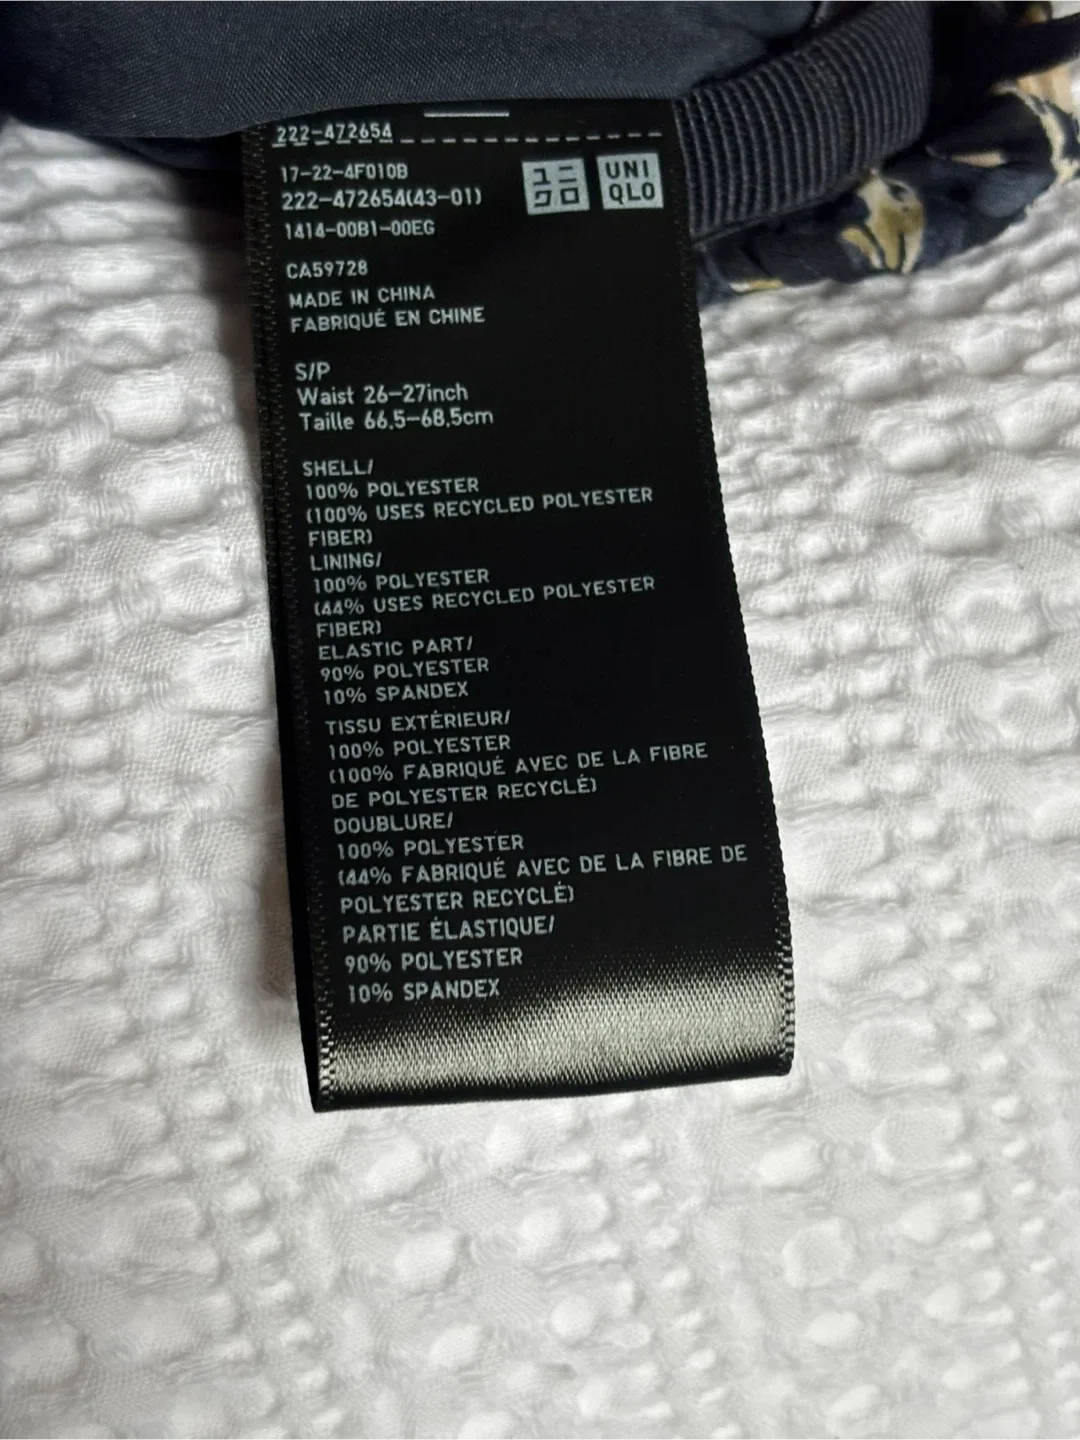 222-472654
17-22-4F010B
222-472654(43-01)
1414-00B1-00EG
ユニ
クロ
UNI
QLO
CA59728
MADE IN CHINA
FABRIQUÉ EN CHINE
S/P
Waist 26-27inch
Taille 66,5-68,5cm
SHELL/
100% POLYESTER
(100% USES RECYCLED POLYESTER
FIBER)
LINING/
100% POLYESTER
(44% USES RECYCLED POLYESTER
FIBER)
ELASTIC PART/
90% POLYESTER
10% SPANDEX
TISSU EXTÉRIEUR/
100% POLYESTER
(100% FABRIQUÉ AVEC DE LA FIBRE
DE POLYESTER RECYCLÉ)
DOUBLURE/
100% POLYESTER
(44% FABRIQUÉ AVEC DE LA FIBRE DE
POLYESTER RECYCLÉ)
PARTIE ÉLASTIQUE/
90% POLYESTER
10% SPANDEX